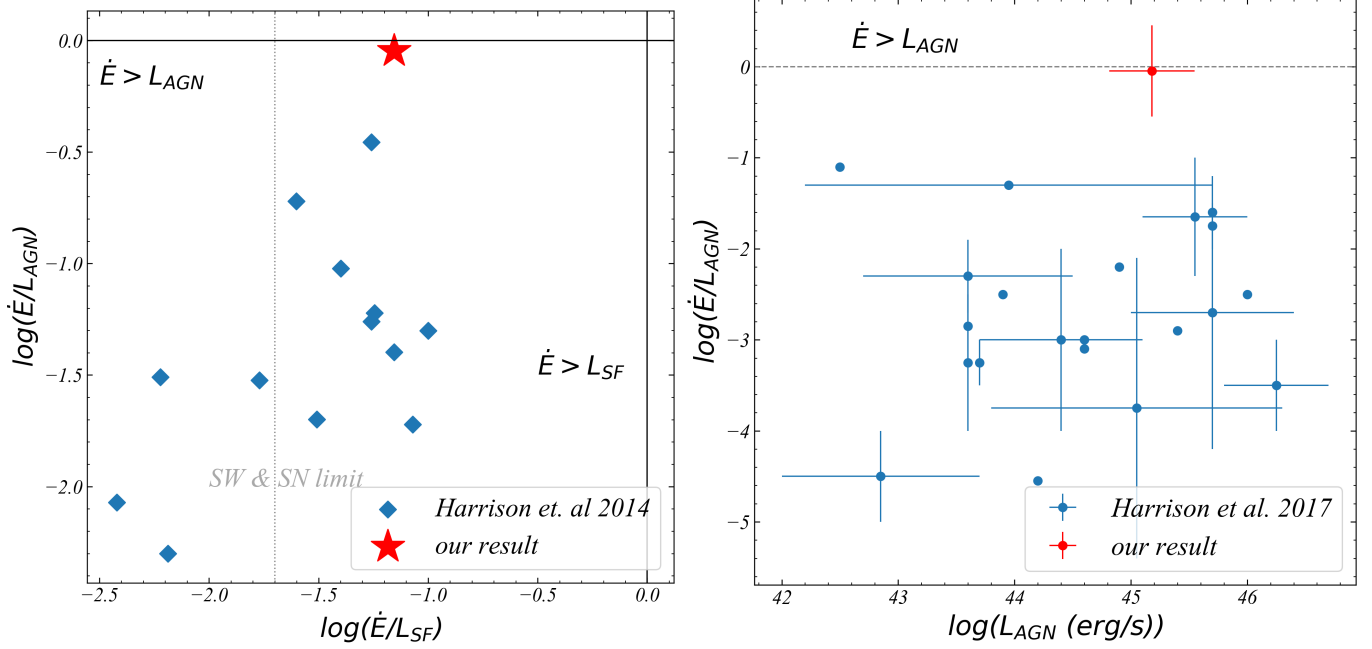 0.0
−0.5
−1.0
−1.5
−2.0
log(Ė/L_AGN)
Ė > L_AGN
Ė > L_SF
SW & SN limit
Harrison et. al 2014
our result
−2.5 −2.0 −1.5 −1.0 −0.5 0.0
log(Ė/L_SF)
0
−1
−2
−3
−4
−5
log(Ė/L_AGN)
Ė > L_AGN
Harrison et al. 2017
our result
42 43 44 45 46
log(L_AGN (erg/s))